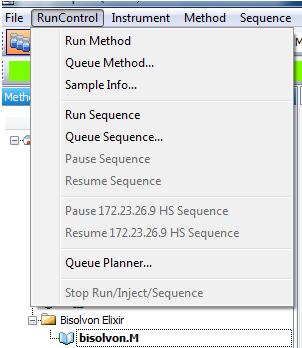 File RunControl Instrument Method Sequence
Run Method
Queue Method...
Sample Info...
Run Sequence
Queue Sequence...
Pause Sequence
Resume Sequence
Pause 172.23.26.9 HS Sequence
Resume 172.23.26.9 HS Sequence
Queue Planner...
Stop Run/Inject/Sequence
Bisolvon Elixir
bisolvon.M